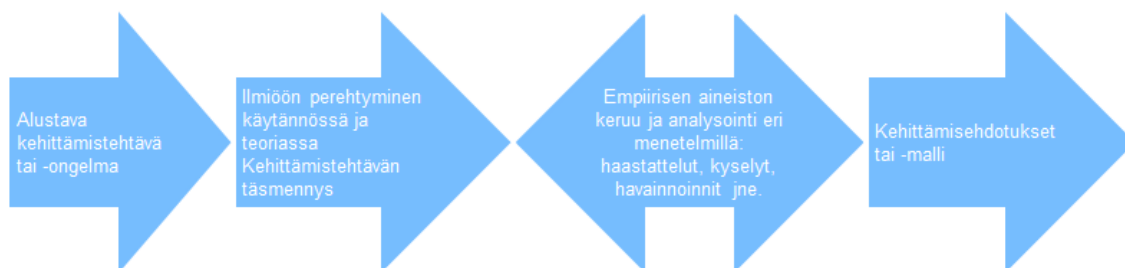 Alustava
kehittämistehtävä
tai -ongelma
Ilmiöön perehtyminen
käytännössä ja
teoriassa
Kehittämistehtävän
täsmennys
Empiirisen aineiston
keruu ja analysointi eri
menetelmillä:
haastattelut, kyselyt,
havainnoinnit jne.
Kehittämisehdotukset
tai -malli